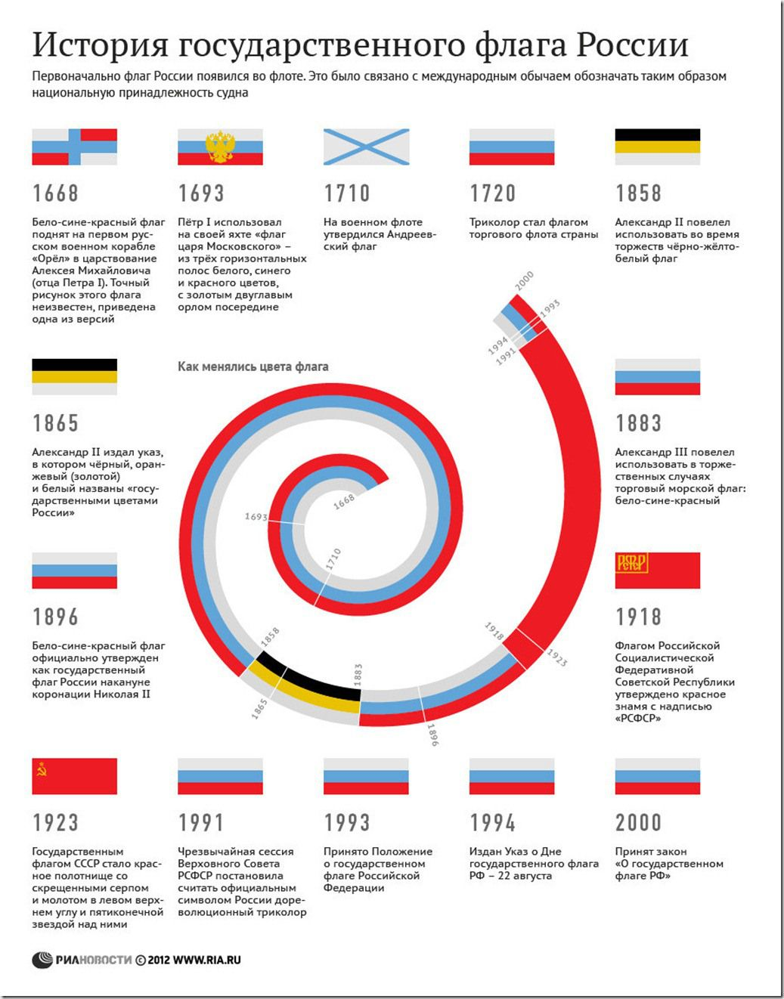 История государственного флага России
Первоначально флаг России появился во флоте. Это было связано с международным обычаем обозначать таким образом
национальную принадлежность судна
1668
Бело-сине-красный флаг
поднят на первом рус-
ском военном корабле
«Орёл» в царствование
Алексея Михайловича
(отца Петра I). Точный
рисунок этого флага
неизвестен, приведена
одна из версий
1693
Пётр I использовал
на своей яхте «флаг
царя Московского» –
из трёх горизонтальных
полос белого, синего
и красного цветов,
с золотым двуглавым
орлом посередине
1710
На военном флоте
утвердился Андреев-
ский флаг
1720
Триколор стал флагом
торгового флота страны
1858
Александр II повелел
использовать во время
торжеств чёрно-жёлто-
белый флаг
1865
Александр II издал указ,
в котором чёрный, оран-
жевый (золотой)
и белый названы «госу-
дарственными цветами
России»
Как менялись цвета флага
2000
1993
1994
1991
1668
1693
1710
1858
1865
1883
1896
1918
1923
1883
Александр III повелел
использовать в торже-
ственных случаях
торговый морской флаг:
бело-сине-красный
1896
Бело-сине-красный флаг
официально утвержден
как государственный
флаг России накануне
коронации Николая II
РСФСР
1918
Флагом Российской
Социалистической
Федеративной
Советской Республики
утверждено красное
знамя с надписью
«РСФСР»
1923
Государственным
флагом СССР стало крас-
ное полотнище со
скрещенными серпом
и молотом в левом верх-
нем углу и пятиконечной
звездой над ними
1991
Чрезвычайная сессия
Верховного Совета
РСФСР постановила
считать официальным
символом России доре-
волюционный триколор
1993
Принято Положение
о государственном
флаге Российской
Федерации
1994
Издан Указ о Дне
государственного флага
РФ – 22 августа
2000
Принят закон
«О государственном
флаге РФ»
РИАНОВОСТИ © 2012 WWW.RIA.RU